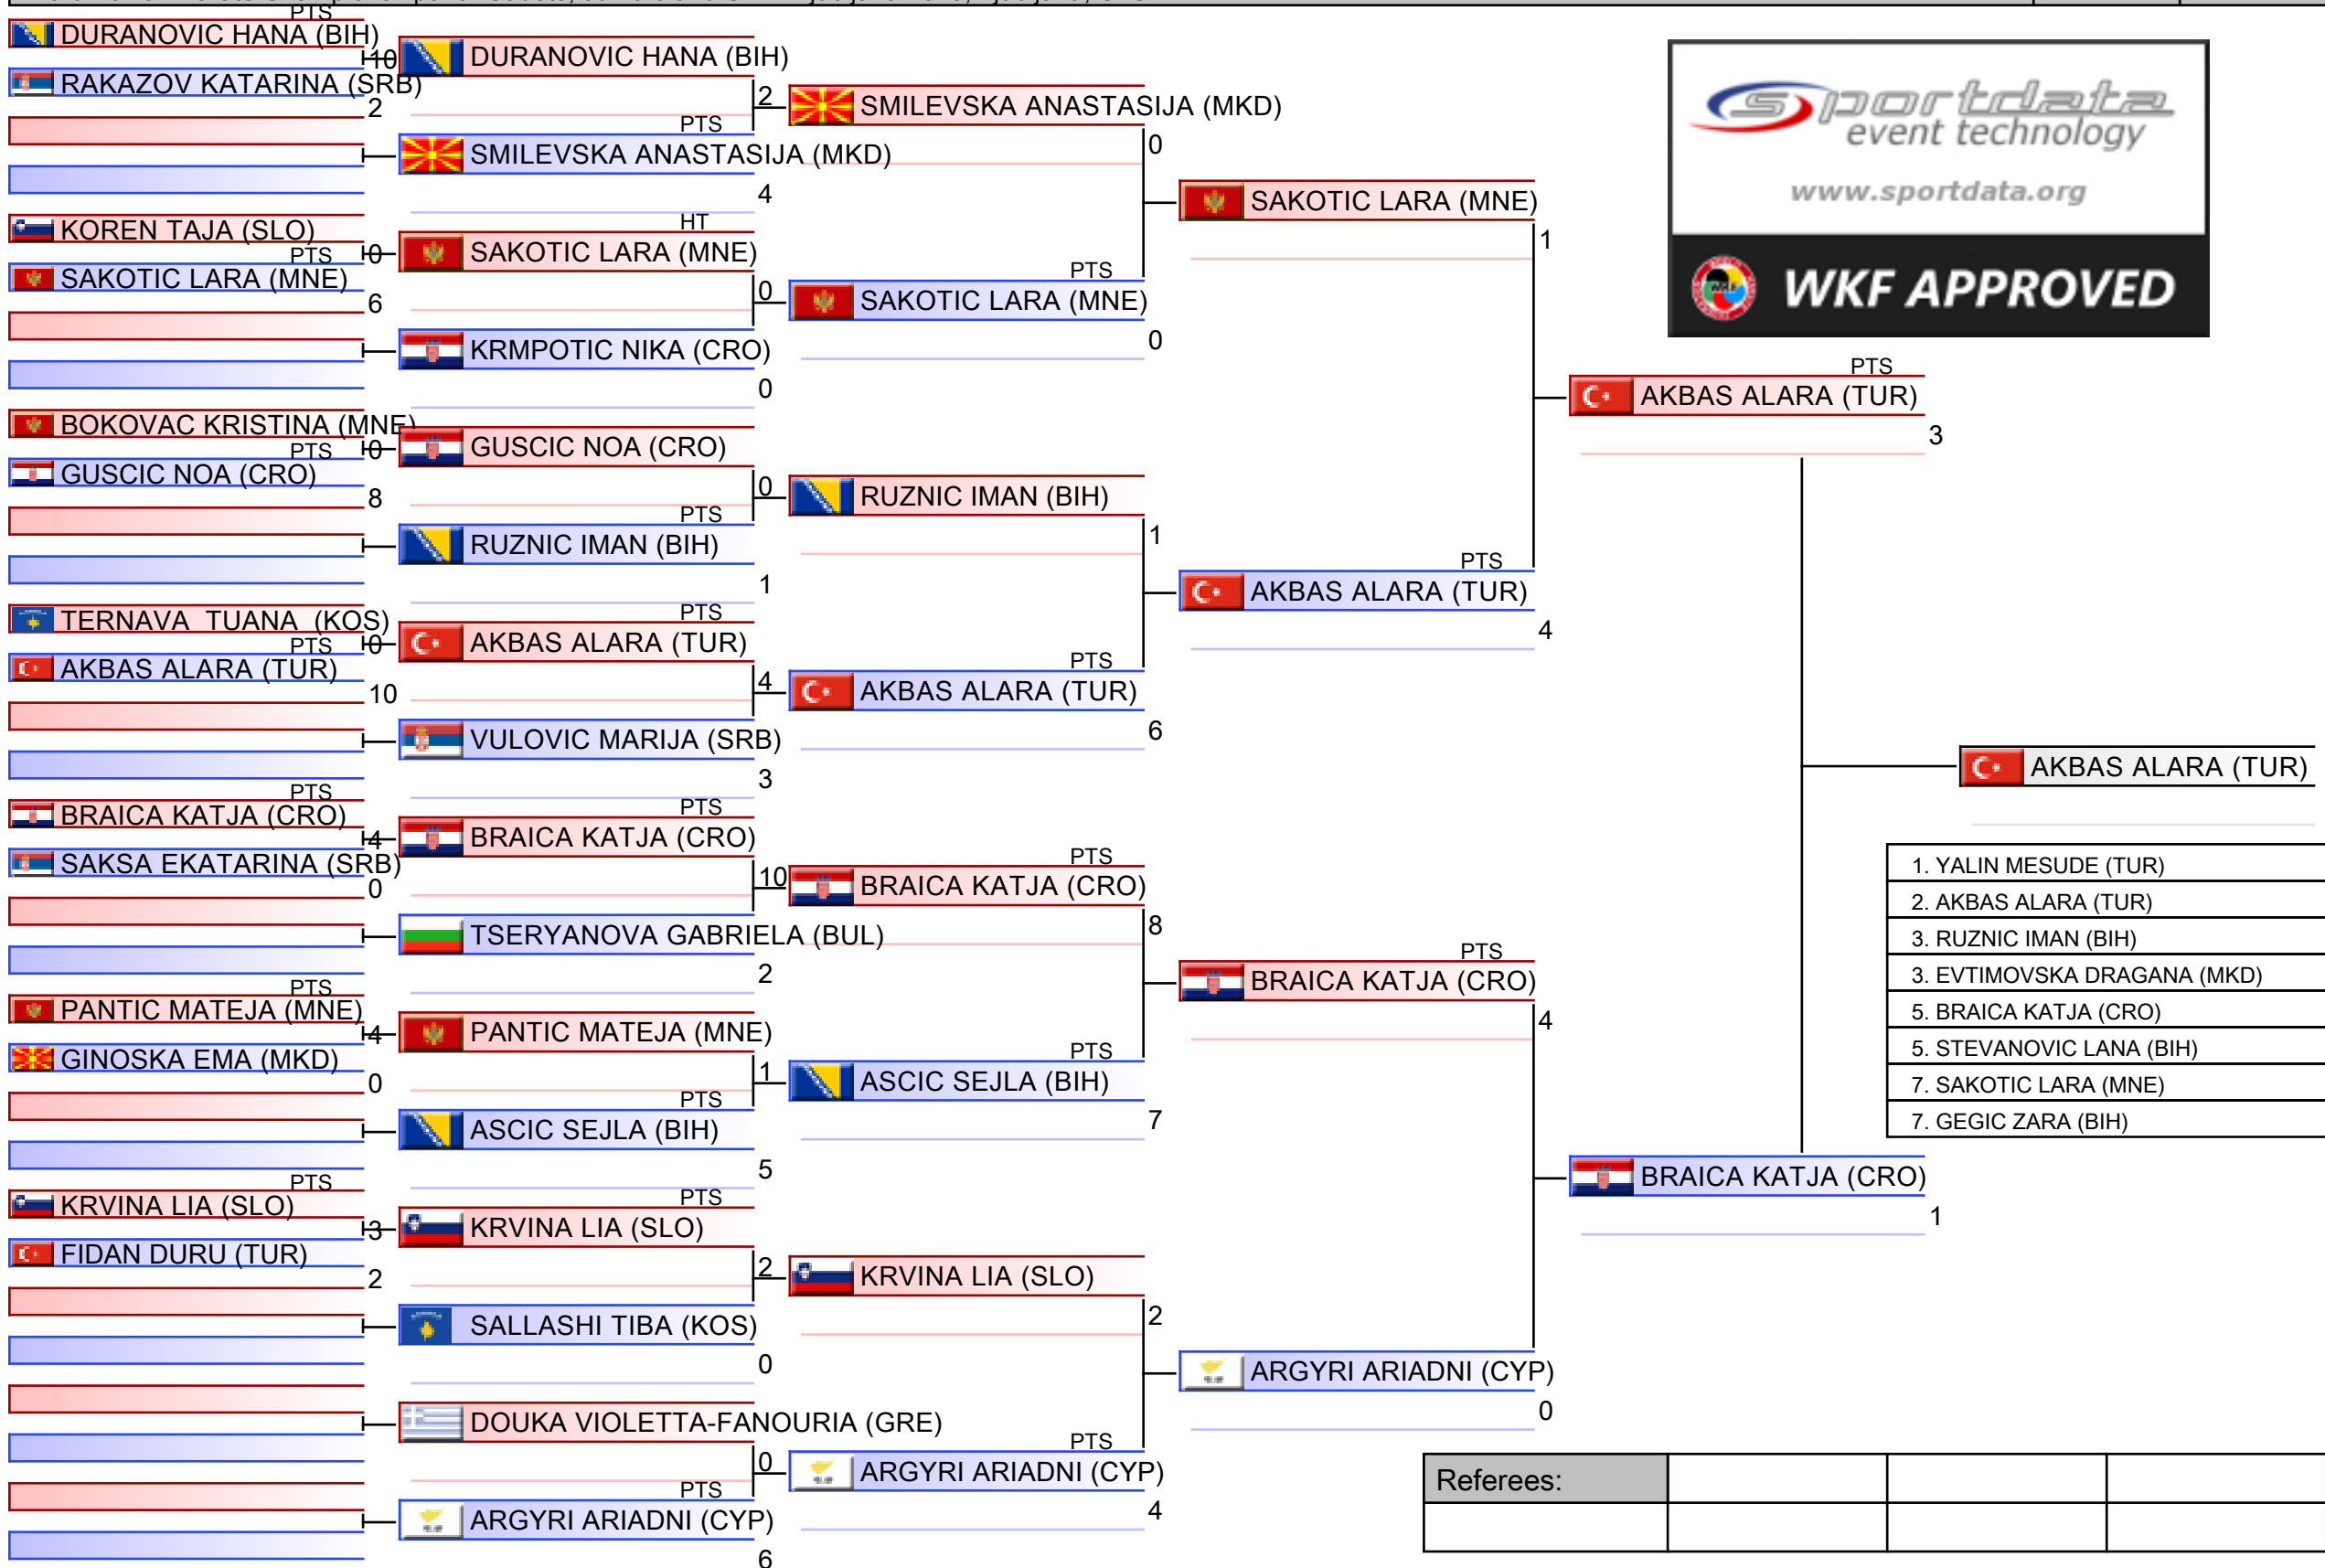 PTS
DURANOVIC HANA (BIH)
10
RAKAZOV KATARINA (SRB)
2
KOREN TAJA (SLO)
0
PTS
SAKOTIC LARA (MNE)
6
BOKOVAC KRISTINA (MNE)
0
PTS
GUSCIC NOA (CRO)
8
TERNAVA TUANA (KOS)
0
PTS
AKBAS ALARA (TUR)
10
PTS
BRAICA KATJA (CRO)
4
SAKSA EKATARINA (SRB)
0
PTS
PANTIC MATEJA (MNE)
4
GINOSKA EMA (MKD)
0
PTS
KRVINA LIA (SLO)
3
FIDAN DURU (TUR)
2
DURANOVIC HANA (BIH)
2
PTS
SMILEVSKA ANASTASIJA (MKD)
4
HT
SAKOTIC LARA (MNE)
0
KRMPOTIC NIKA (CRO)
0
GUSCIC NOA (CRO)
0
PTS
RUZNIC IMAN (BIH)
1
PTS
AKBAS ALARA (TUR)
4
VULOVIC MARIJA (SRB)
3
PTS
BRAICA KATJA (CRO)
10
TSERYANOVA GABRIELA (BUL)
2
PANTIC MATEJA (MNE)
1
PTS
ASCIC SEJLA (BIH)
5
PTS
KRVINA LIA (SLO)
2
SALLASHI TIBA (KOS)
0
DOUKA VIOLETTA-FANOURIA (GRE)
0
PTS
ARGYRI ARIADNI (CYP)
6
SMILEVSKA ANASTASIJA (MKD)
0
PTS
SAKOTIC LARA (MNE)
0
RUZNIC IMAN (BIH)
1
PTS
AKBAS ALARA (TUR)
6
PTS
BRAICA KATJA (CRO)
8
PTS
ASCIC SEJLA (BIH)
7
KRVINA LIA (SLO)
2
PTS
ARGYRI ARIADNI (CYP)
4
SAKOTIC LARA (MNE)
1
PTS
AKBAS ALARA (TUR)
4
PTS
BRAICA KATJA (CRO)
4
ARGYRI ARIADNI (CYP)
0
sportdata
event technology
www.sportdata.org
WKF APPROVED
PTS
AKBAS ALARA (TUR)
3
BRAICA KATJA (CRO)
1
AKBAS ALARA (TUR)
1. YALIN MESUDE (TUR)
2. AKBAS ALARA (TUR)
3. RUZNIC IMAN (BIH)
3. EVTIMOVSKA DRAGANA (MKD)
5. BRAICA KATJA (CRO)
5. STEVANOVIC LANA (BIH)
7. SAKOTIC LARA (MNE)
7. GEGIC ZARA (BIH)
Referees: